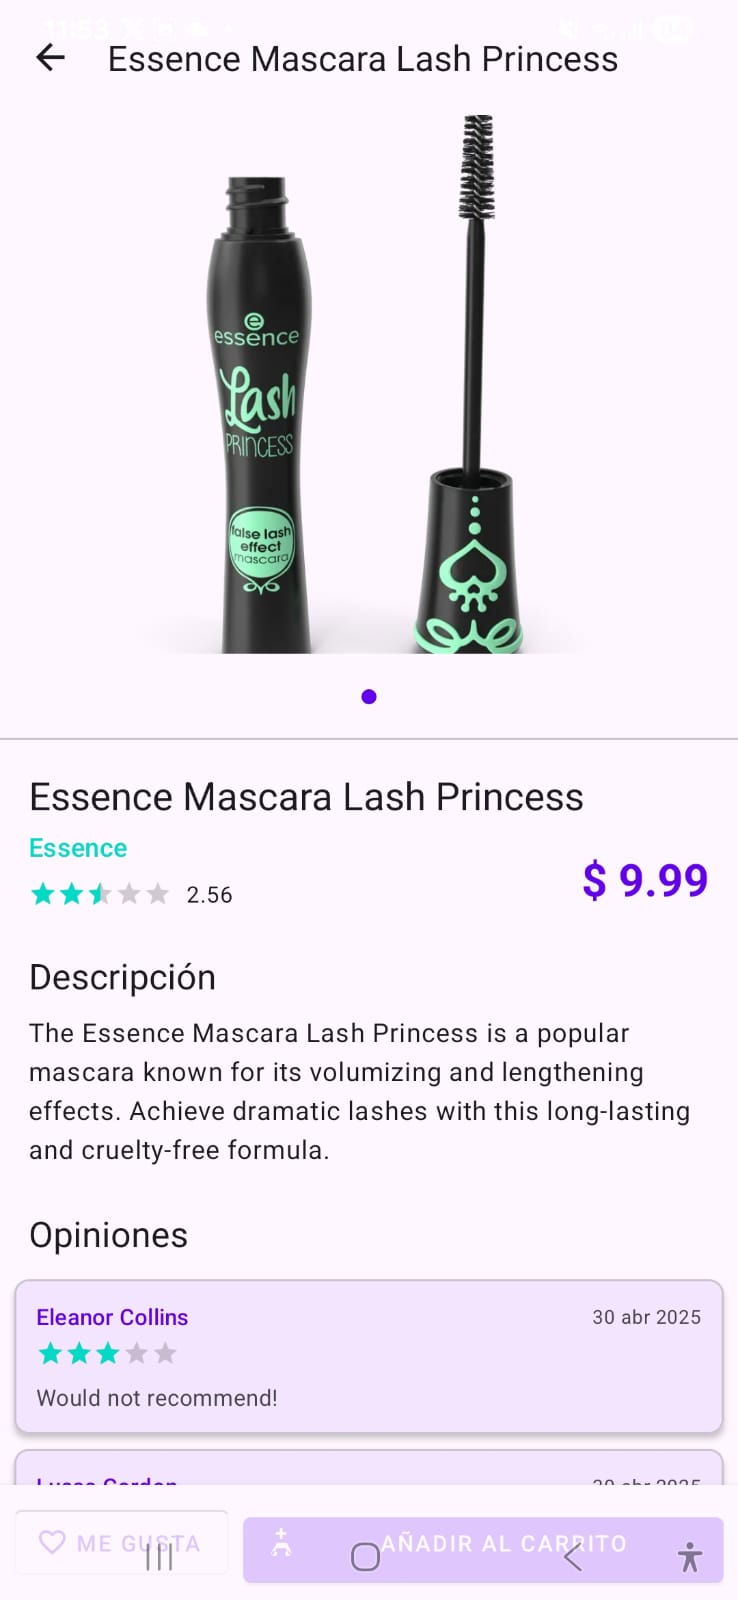 11:53
Essence Mascara Lash Princess
essence
Lash
PRINCESS
false lash
effect
mascara
Essence Mascara Lash Princess
Essence
2.56
$ 9.99
Descripción
The Essence Mascara Lash Princess is a popular
mascara known for its volumizing and lengthening
effects. Achieve dramatic lashes with this long-lasting
and cruelty-free formula.
Opiniones
Eleanor Collins
30 abr 2025
Would not recommend!
30 abr 2025
ME GUSTA
AÑADIR AL CARRITO